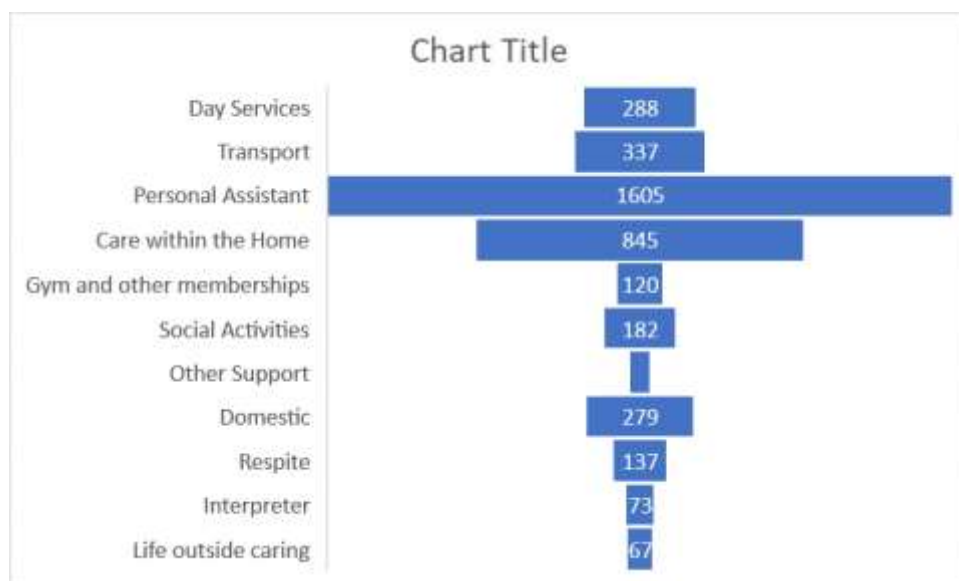 Chart Title
Day Services 288
Transport 337
Personal Assistant 1605
Care within the Home 845
Gym and other memberships 120
Social Activities 182
Other Support
Domestic 279
Respite 137
Interpreter 73
Life outside caring 67